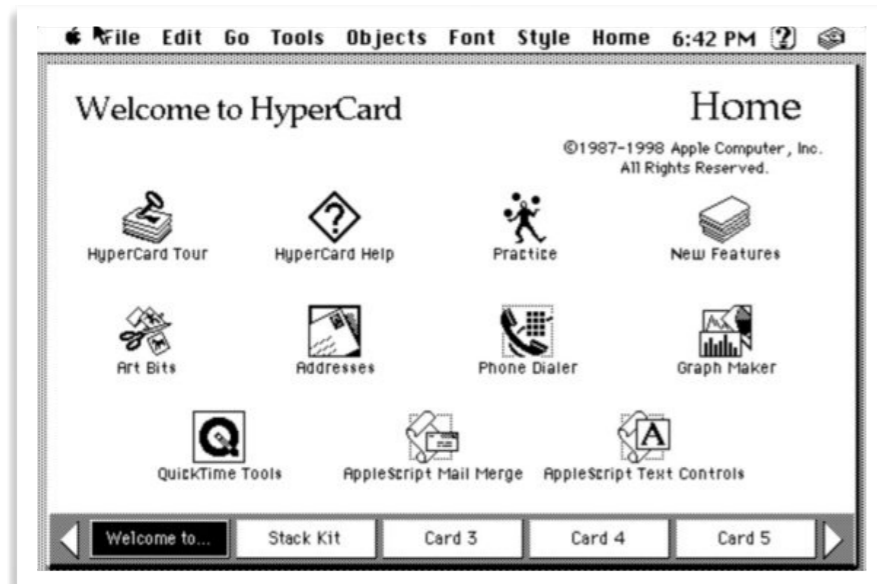 File Edit Go Tools Objects Font Style Home 6:42 PM
Welcome to HyperCard
Home
©1987-1998 Apple Computer, Inc.
All Rights Reserved.
HyperCard Tour HyperCard Help Practice New Features
Art Bits Addresses Phone Dialer Graph Maker
QuickTime Tools AppleScript Mail Merge AppleScript Text Controls
Welcome to... Stack Kit Card 3 Card 4 Card 5